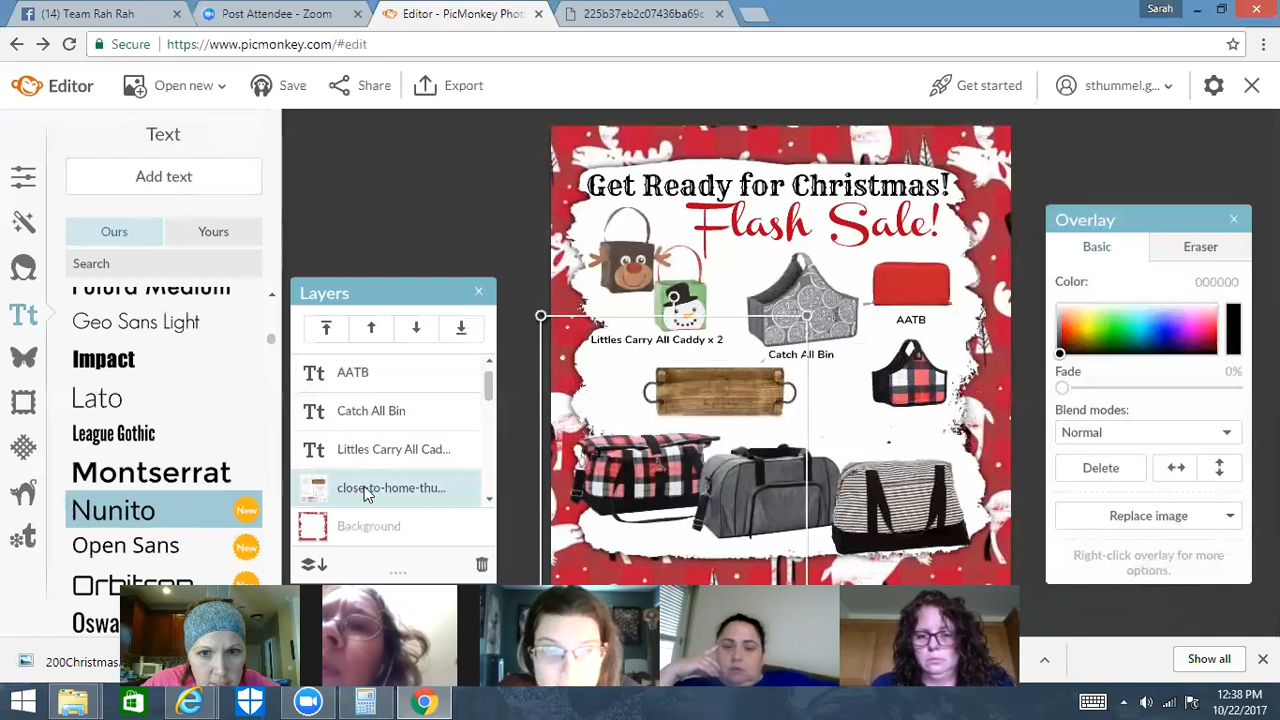 (14) Team Rah Rah
Post Attendee - Zoom
Editor - PicMonkey Phot
225b37eb2c07436ba69c
Sarah
Secure
https://www.picmonkey.com/#edit
Editor
Open new
Save
Share
Export
Get started
sthummel.g...
Text
Add text
Ours
Yours
Search
Futura Medium
Geo Sans Light
Impact
Lato
League Gothic
Montserrat
Nunito
New
Open Sans
New
Orbitron
Oswa
Layers
AATB
Catch All Bin
Littles Carry All Cad...
close-to-home-thu...
Background
Get Ready for Christmas!
Flash Sale!
Littles Carry All Caddy x 2
Catch All Bin
AATB
Overlay
Basic
Eraser
Color:
000000
Fade
0%
Blend modes:
Normal
Delete
Replace image
Right-click overlay for more
options.
200Christmas.
Show all
12:38 PM
10/22/2017